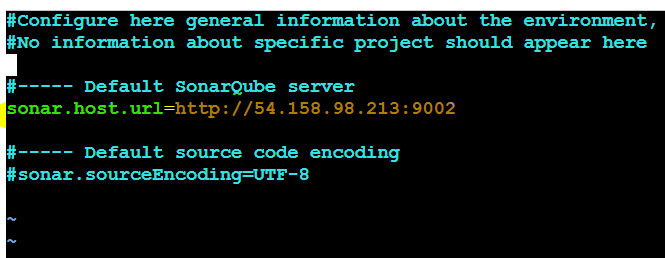 #Configure here general information about the environment,
#No information about specific project should appear here
#----- Default SonarQube server
sonar.host.url=http://54.158.98.213:9002
#----- Default source code encoding
#sonar.sourceEncoding=UTF-8
~
~